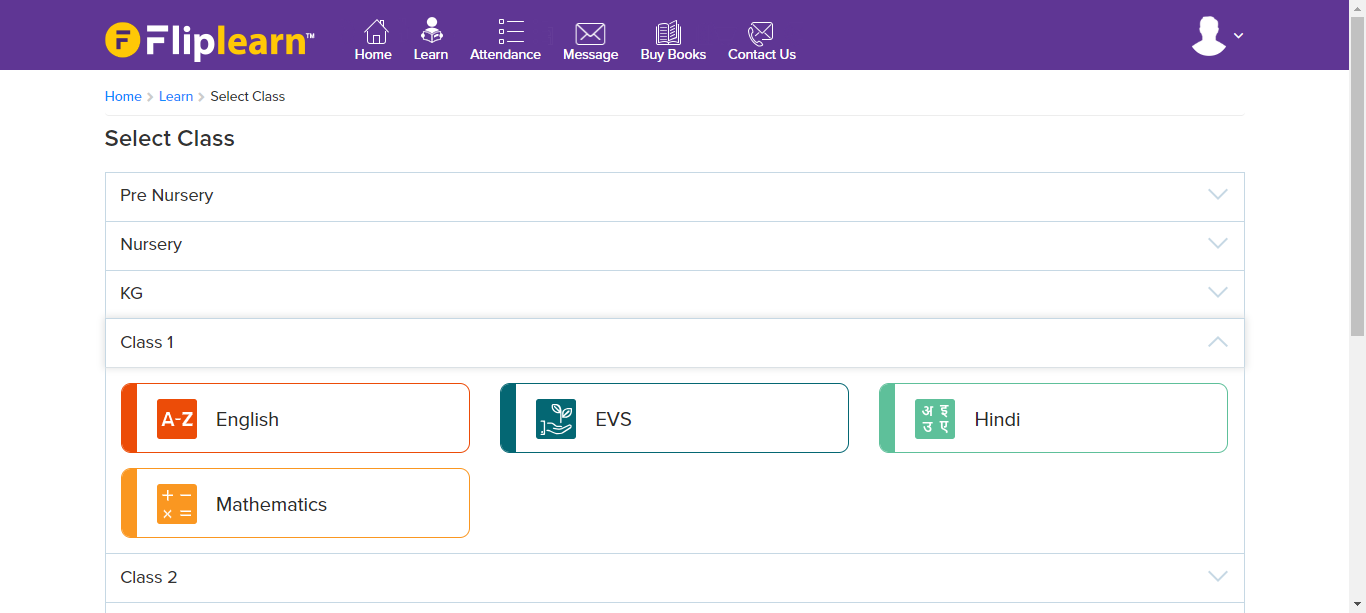 F Fliplearn™
Home Learn Attendance Message Buy Books Contact Us
Home > Learn > Select Class
Select Class
Pre Nursery
Nursery
KG
Class 1
A-Z English
EVS
अ इ
उ ए
Hindi
+ −
× =
Mathematics
Class 2